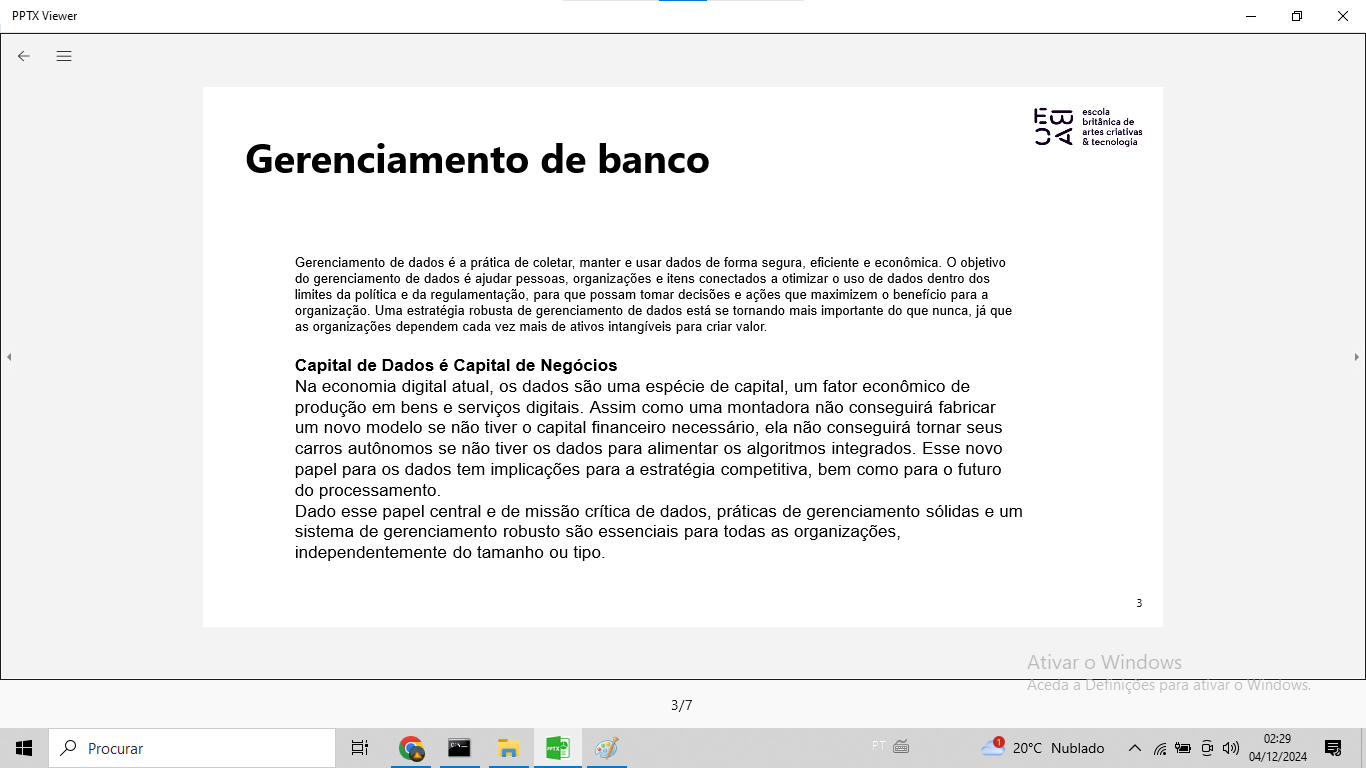 PPTX Viewer
escola
britânica de
artes criativas
& tecnologia
Gerenciamento de banco
Gerenciamento de dados é a prática de coletar, manter e usar dados de forma segura, eficiente e econômica. O objetivo
do gerenciamento de dados é ajudar pessoas, organizações e itens conectados a otimizar o uso de dados dentro dos
limites da política e da regulamentação, para que possam tomar decisões e ações que maximizem o benefício para a
organização. Uma estratégia robusta de gerenciamento de dados está se tornando mais importante do que nunca, já que
as organizações dependem cada vez mais de ativos intangíveis para criar valor.
Capital de Dados é Capital de Negócios
Na economia digital atual, os dados são uma espécie de capital, um fator econômico de
produção em bens e serviços digitais. Assim como uma montadora não conseguirá fabricar
um novo modelo se não tiver o capital financeiro necessário, ela não conseguirá tornar seus
carros autônomos se não tiver os dados para alimentar os algoritmos integrados. Esse novo
papel para os dados tem implicações para a estratégia competitiva, bem como para o futuro
do processamento.
Dado esse papel central e de missão crítica de dados, práticas de gerenciamento sólidas e um
sistema de gerenciamento robusto são essenciais para todas as organizações,
independentemente do tamanho ou tipo.
3
Ativar o Windows
Aceda a Definições para ativar o Windows.
3/7
Procurar
PPTX
PT
1
20°C Nublado
02:29
04/12/2024